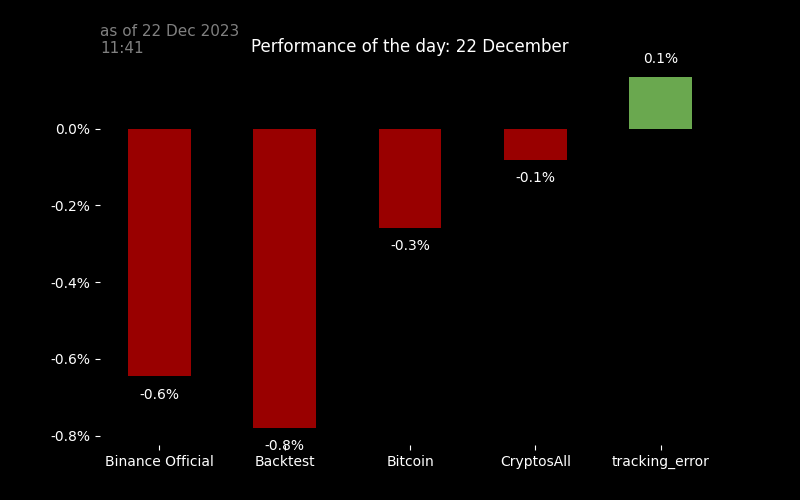 as of 22 Dec 2023
11:41
Performance of the day: 22 December
0.1%
0.0%
-0.1%
-0.2%
-0.3%
-0.4%
-0.6%
-0.6%
-0.8%
-0.8%
Binance Official
Backtest
Bitcoin
CryptosAll
tracking_error